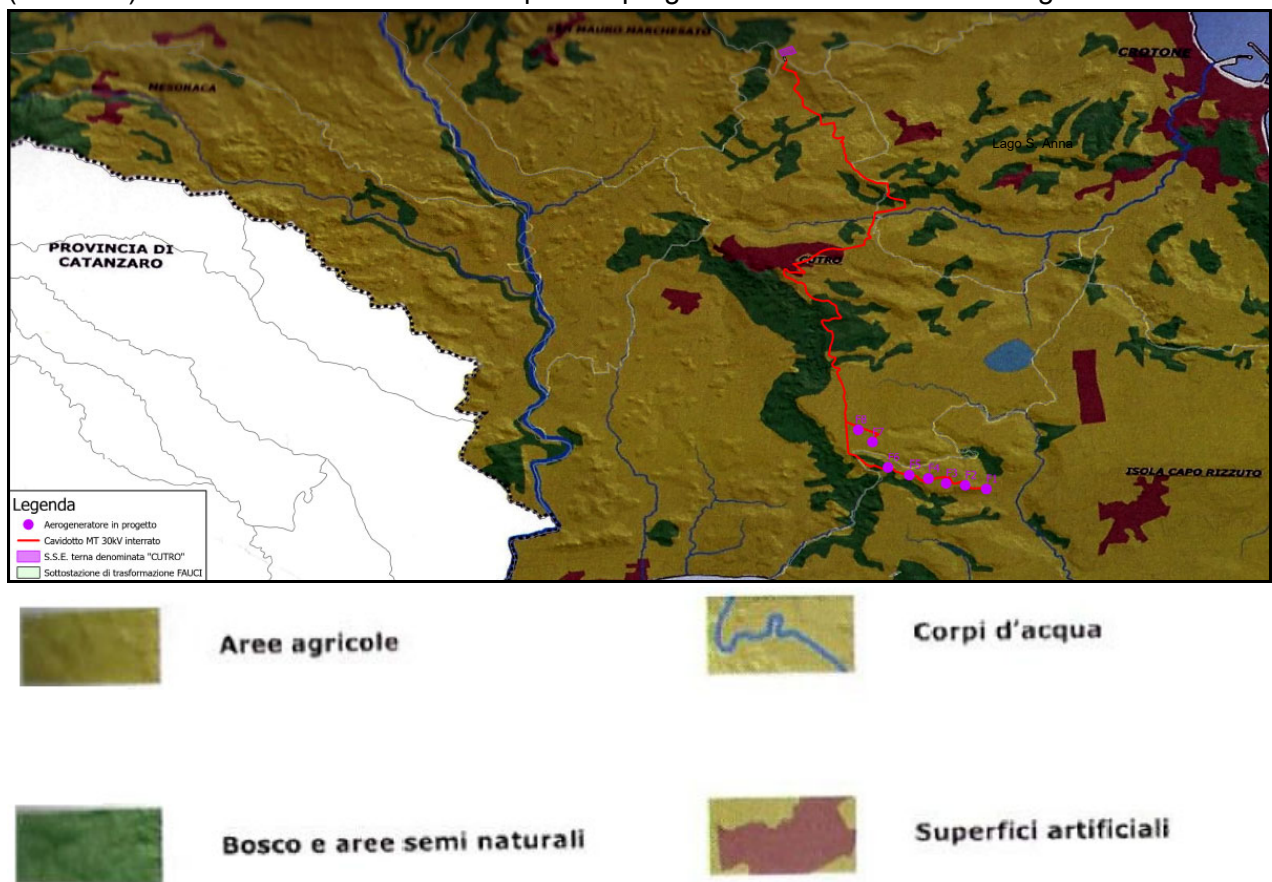 SAN MAURO MARCHESATO
CROTONE
MESORACA
Lago S. Anna
PROVINCIA DI
CATANZARO
CUTRO
ISOLA CAPO RIZZUTO
Legenda
Aerogeneratore in progetto
Cavidotto MT 30kV interrato
S.S.E. terna denominata "CUTRO"
Sottostazione di trasformazione FAUCI
Aree agricole
Corpi d'acqua
Bosco e aree semi naturali
Superfici artificiali